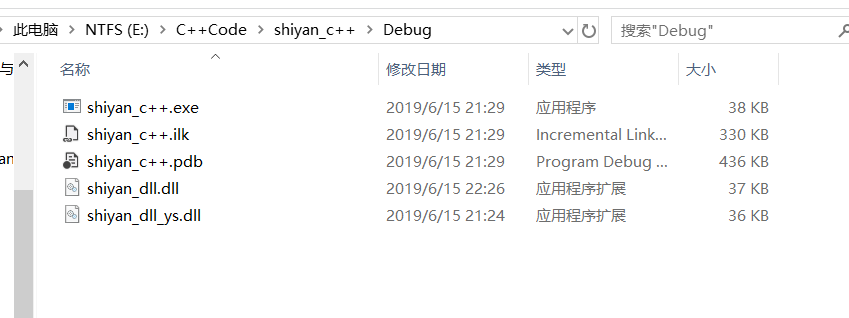 此电脑 > NTFS (E:) > C++Code > shiyan_c++ > Debug 搜索"Debug"
与 名称 修改日期 类型 大小
shiyan_c++.exe 2019/6/15 21:29 应用程序 38 KB
shiyan_c++.ilk 2019/6/15 21:29 Incremental Link... 330 KB
an shiyan_c++.pdb 2019/6/15 21:29 Program Debug ... 436 KB
shiyan_dll.dll 2019/6/15 22:26 应用程序扩展 37 KB
shiyan_dll_ys.dll 2019/6/15 21:24 应用程序扩展 36 KB